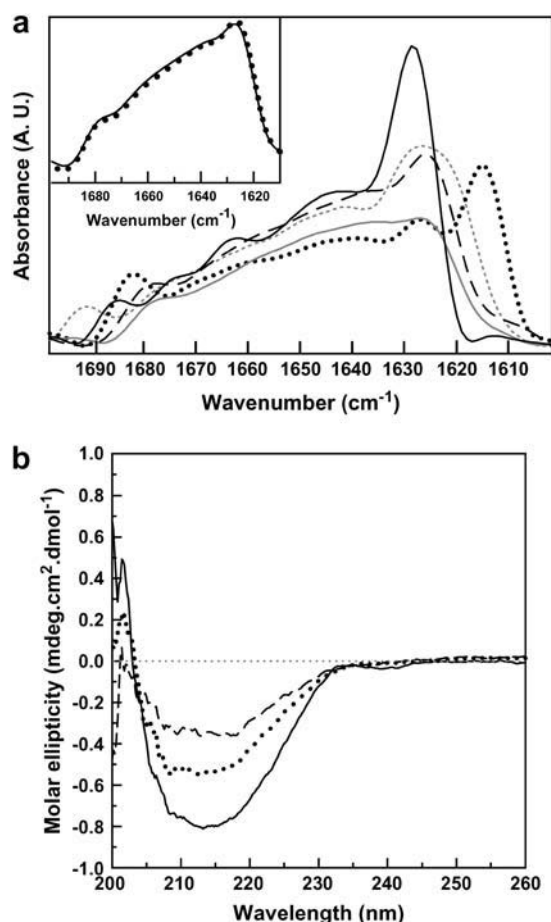 a
1680 1660 1640 1620
Wavenumber (cm-1)
Absorbance (A. U.)
1690 1680 1670 1660 1650 1640 1630 1620 1610
Wavenumber (cm-1)
b
1.0
0.8
0.6
0.4
0.2
0.0
-0.2
-0.4
-0.6
-0.8
-1.0
Molar ellipticity (mdeg.cm2.dmol-1)
200 210 220 230 240 250 260
Wavelength (nm)